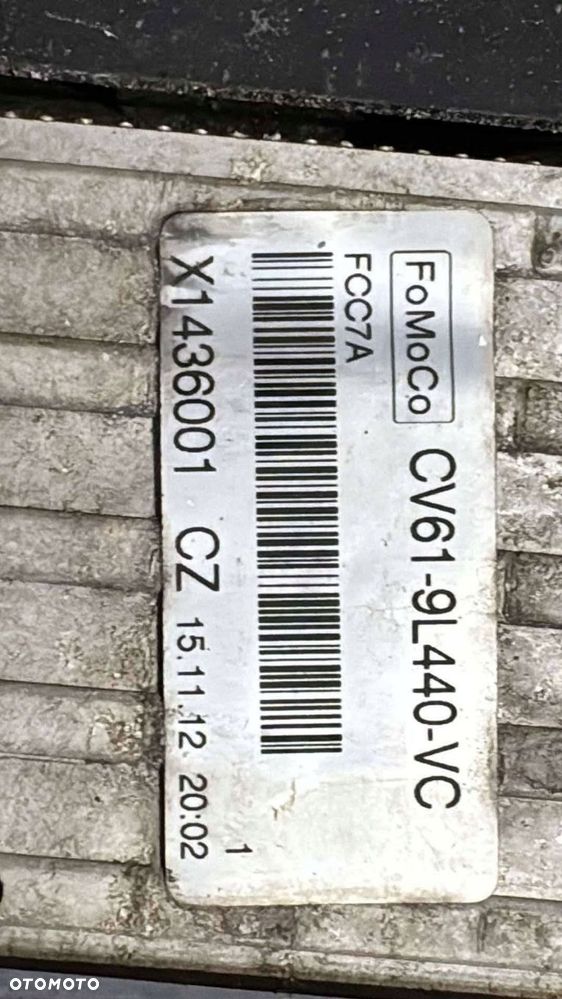 FoMoCo CV61-9L440-VC
FCC7A
1
X1436001 CZ 15.11.12 20:02
OTOMOTO